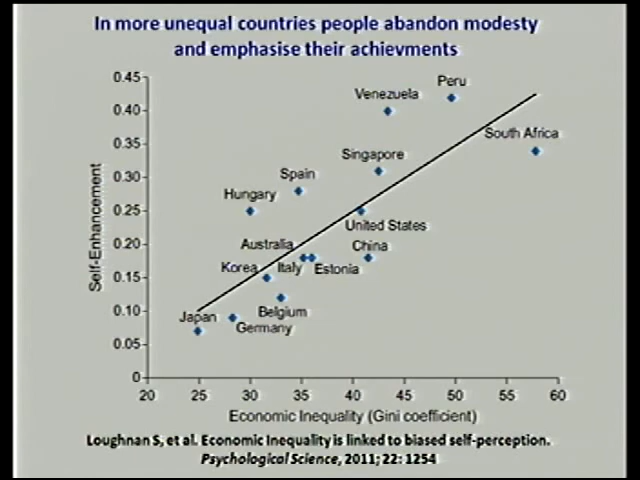 In more unequal countries people abandon modesty
and emphasise their achievments
0.45
0.40
0.35
0.30
0.25
0.20
0.15
0.10
0.05
0
Self-Enhancement
Peru
Venezuela
South Africa
Singapore
Spain
Hungary
United States
Australia
China
Korea
Italy
Estonia
Belgium
Japan
Germany
20 25 30 35 40 45 50 55 60
Economic Inequality (Gini coefficient)
Loughnan S, et al. Economic Inequality is linked to biased self-perception.
Psychological Science, 2011; 22: 1254